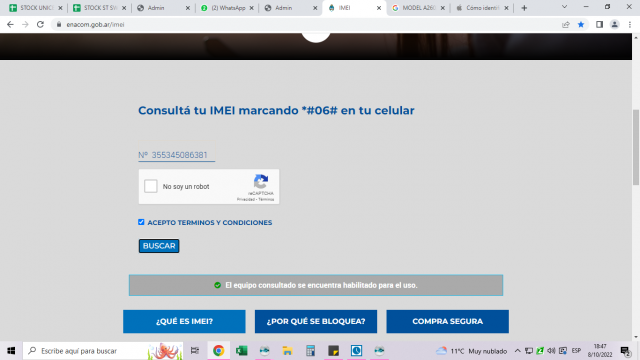 STOCK UNION
STOCK ST SW
Admin
(2) WhatsApp
Admin
IMEI
MODEL A26
Cómo identi
enacom.gob.ar/imei
Consultá tu IMEI marcando *#06# en tu celular
Nº 355345086381
No soy un robot
reCAPTCHA
Privacidad - Términos
ACEPTO TERMINOS Y CONDICIONES
BUSCAR
El equipo consultado se encuentra habilitado para el uso.
¿QUÉ ES IMEI?
¿POR QUÉ SE BLOQUEA?
COMPRA SEGURA
Escribe aquí para buscar
11°C Muy nublado
ESP
18:47
8/10/2022
2